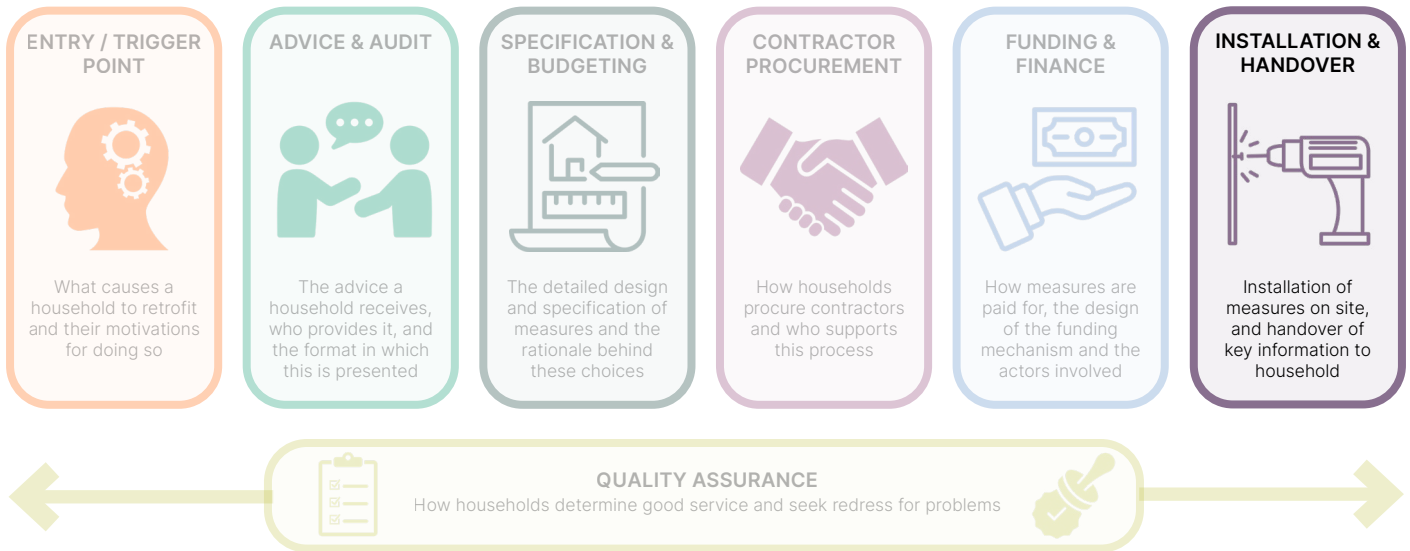 ENTRY / TRIGGER
POINT
What causes a
household to retrofit
and their motivations
for doing so
ADVICE & AUDIT
The advice a
household receives,
who provides it, and
the format in which
this is presented
SPECIFICATION &
BUDGETING
The detailed design
and specification of
measures and the
rationale behind
these choices
CONTRACTOR
PROCUREMENT
How households
procure contractors
and who supports
this process
FUNDING &
FINANCE
How measures are
paid for, the design
of the funding
mechanism and the
actors involved
INSTALLATION &
HANDOVER
Installation of
measures on site,
and handover of
key information to
household
QUALITY ASSURANCE
How households determine good service and seek redress for problems